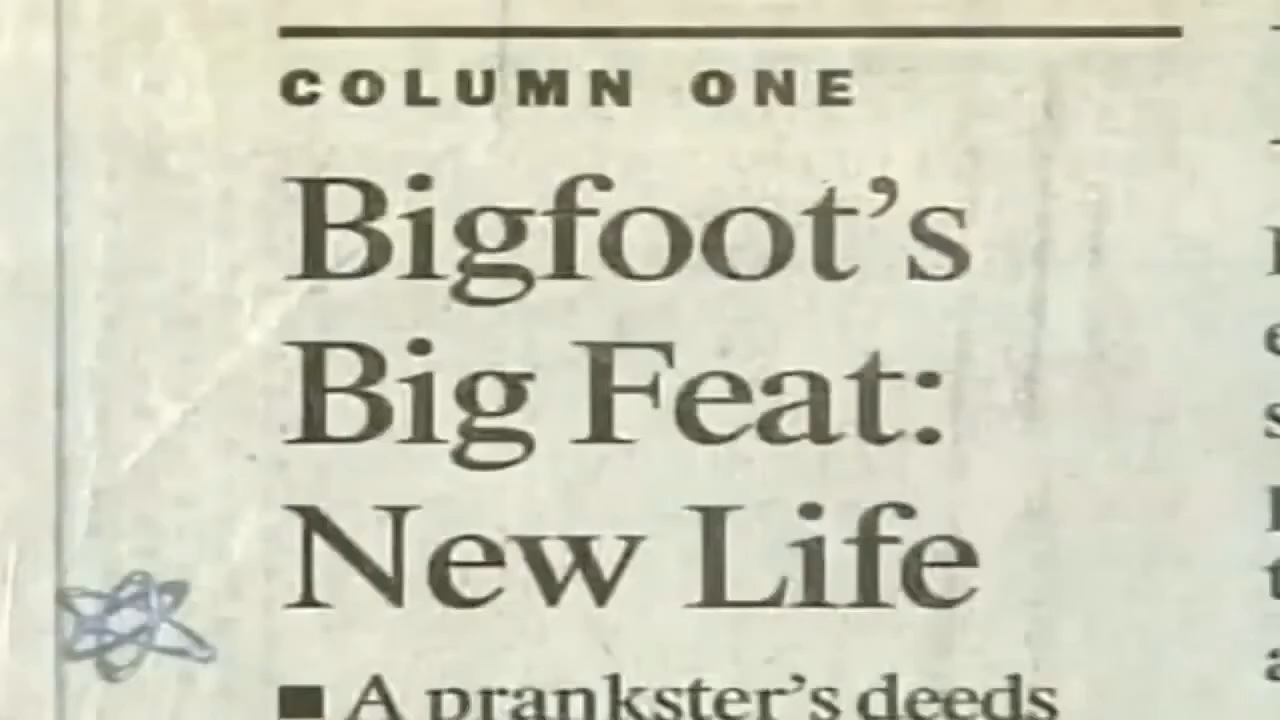 COLUMN ONE
Bigfoot’s
Big Feat:
New Life
■ A prankster’s deeds